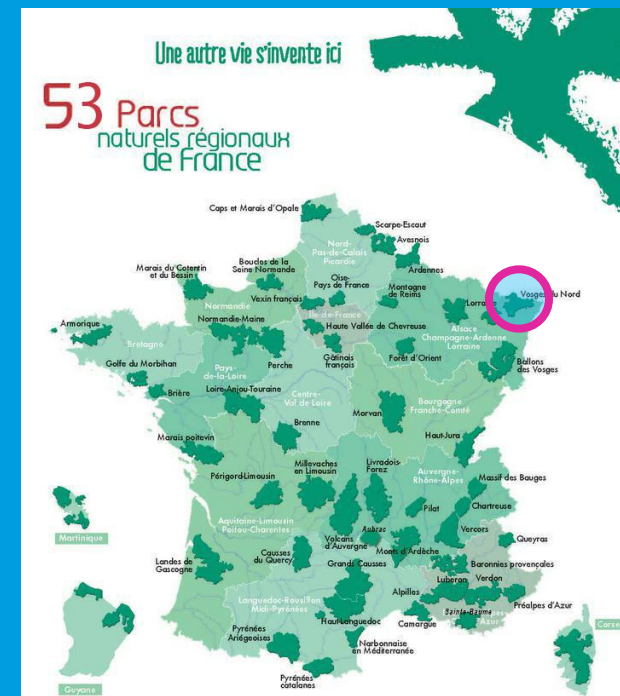 Une autre vie s'invente ici
53 Parcs
naturels régionaux
de France
Caps et Marais d'Opale
Scarpe-Escaut
Avesnois
Nord-
Pas-de-Calais
Picardie
Ardennes
Marais du Cotentin
et du Bessin
Boucles de la
Seine Normande
Oise-
Pays de France
Montagne
de Reims
Vosges du Nord
Lorraine
Normandie
Vexin français
Île-de-France
Normandie-Maine
Haute Vallée de Chevreuse
Alsace
Champagne-Ardenne
Lorraine
Armorique
Bretagne
Golfe du Morbihan
Perche
Gâtinais
français
Forêt d'Orient
Ballons
des Vosges
Pays-
de-la-Loire
Brière
Loire-Anjou-Touraine
Centre-
Val de Loire
Bourgogne
Franche-Comté
Morvan
Brenne
Marais poitevin
Haut-Jura
Millevaches
en Limousin
Livradois-
Forez
Auvergne-
Rhône-Alpes
Massif des Bauges
Périgord-Limousin
Chartreuse
Pilat
Aquitaine-Limousin
Poitou-Charentes
Aubrac
Vercors
Martinique
Volcans
d'Auvergne
Queyras
Landes de
Gascogne
Causses
du Quercy
Monts d'Ardèche
Grands Causses
Baronnies provençales
Luberon
Verdon
Alpilles
Languedoc-Roussillon
Midi-Pyrénées
Préalpes d'Azur
Sainte-Baume
Azur
Haut-Languedoc
Camargue
Corse
Pyrénées
Ariégeoises
Narbonnaise
en Méditerranée
Pyrénées
catalanes
Guyane